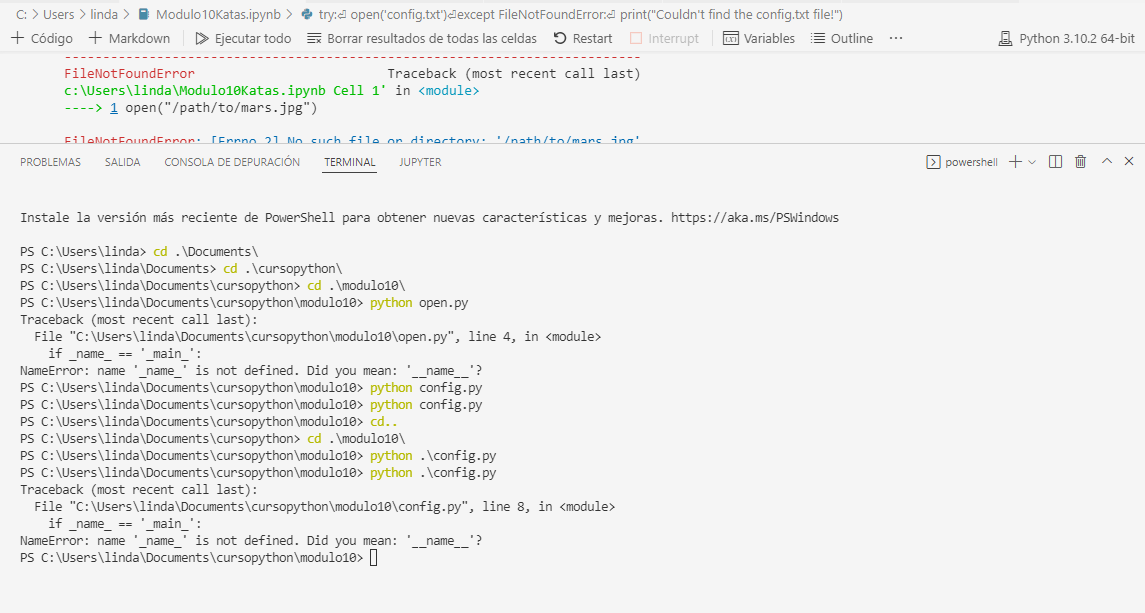 C: > Users > linda > Modulo10Katas.ipynb > try:⏎ open('config.txt')⏎except FileNotFoundError:⏎ print("Couldn't find the config.txt file!")
+ Código + Markdown Ejecutar todo Borrar resultados de todas las celdas Restart Interrupt Variables Outline ··· Python 3.10.2 64-bit
---------------------------------------------------------------------------
FileNotFoundError Traceback (most recent call last)
c:\Users\linda\Modulo10Katas.ipynb Cell 1' in <module>
----> 1 open("/path/to/mars.jpg")
FileNotFoundError: [Errno 2] No such file or directory: '/path/to/mars.jpg'
PROBLEMAS SALIDA CONSOLA DE DEPURACIÓN TERMINAL JUPYTER powershell
Instale la versión más reciente de PowerShell para obtener nuevas características y mejoras. https://aka.ms/PSWindows
PS C:\Users\linda> cd .\Documents\
PS C:\Users\linda\Documents> cd .\cursopython\
PS C:\Users\linda\Documents\cursopython> cd .\modulo10\
PS C:\Users\linda\Documents\cursopython\modulo10> python open.py
Traceback (most recent call last):
  File "C:\Users\linda\Documents\cursopython\modulo10\open.py", line 4, in <module>
    if _name_ == '_main_':
NameError: name '_name_' is not defined. Did you mean: '__name__'?
PS C:\Users\linda\Documents\cursopython\modulo10> python config.py
PS C:\Users\linda\Documents\cursopython\modulo10> python config.py
PS C:\Users\linda\Documents\cursopython\modulo10> cd..
PS C:\Users\linda\Documents\cursopython> cd .\modulo10\
PS C:\Users\linda\Documents\cursopython\modulo10> python .\config.py
PS C:\Users\linda\Documents\cursopython\modulo10> python .\config.py
Traceback (most recent call last):
  File "C:\Users\linda\Documents\cursopython\modulo10\config.py", line 8, in <module>
    if _name_ == '_main_':
NameError: name '_name_' is not defined. Did you mean: '__name__'?
PS C:\Users\linda\Documents\cursopython\modulo10>